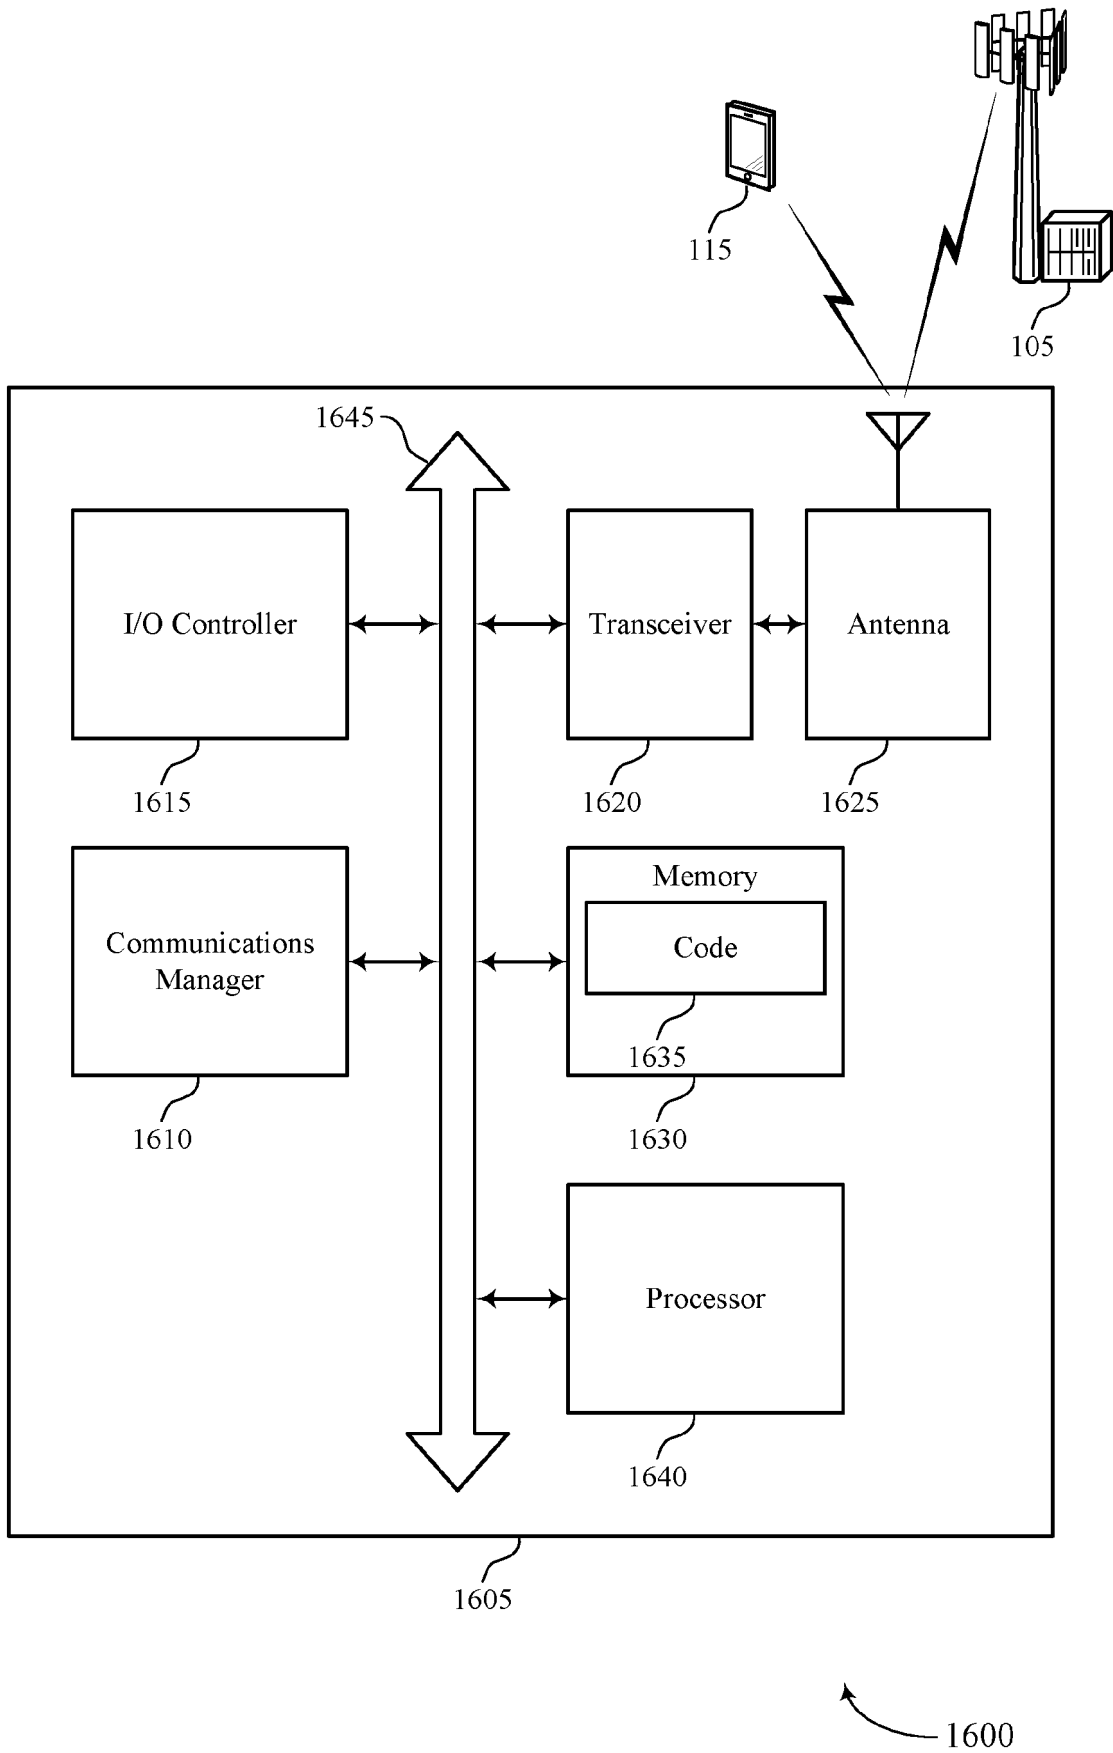 115
105
1645
I/O Controller
Transceiver
Antenna
1615
1620
1625
Communications
Manager
Memory
Code
1635
1610
1630
Processor
1640
1605
1600